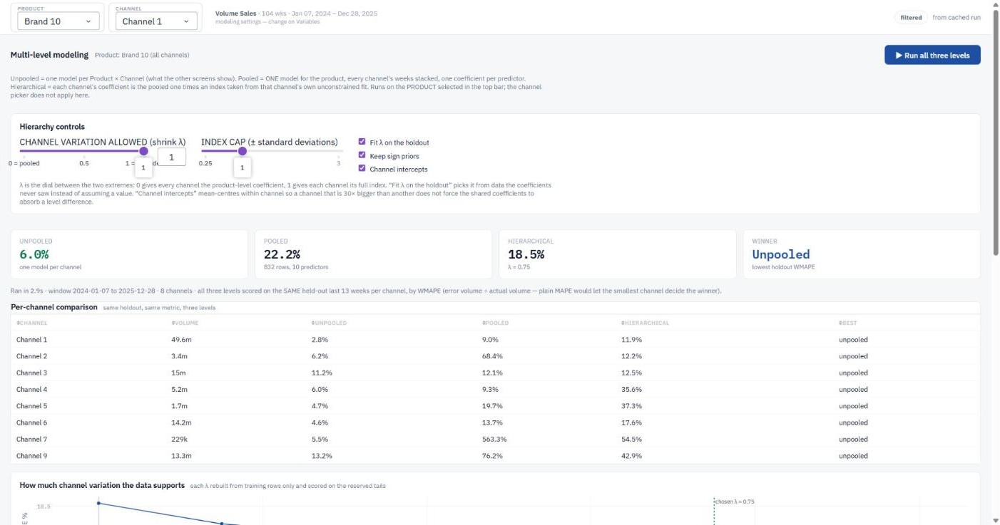 PRODUCT
Brand 10
CHANNEL
Channel 1
Volume Sales · 104 wks · Jan 07, 2024 – Dec 28, 2025
modeling settings — change on Variables
filtered
from cached run
Multi-level modeling Product: Brand 10 (all channels)
▶ Run all three levels
Unpooled = one model per Product × Channel (what the other screens show). Pooled = ONE model for the product, every channel's weeks stacked, one coefficient per predictor.
Hierarchical = each channel's coefficient is the pooled one times an index taken from that channel's own unconstrained fit. Runs on the PRODUCT selected in the top bar; the channel
picker does not apply here.
Hierarchy controls
CHANNEL VARIATION ALLOWED (shrink λ)
0 = pooled 0.5 1 =
1
1
INDEX CAP (± standard deviations)
0.25 3
1
Fit λ on the holdout
Keep sign priors
Channel intercepts
λ is the dial between the two extremes: 0 gives every channel the product-level coefficient, 1 gives each channel its full index. "Fit λ on the holdout" picks it from data the coefficients
never saw instead of assuming a value. "Channel intercepts" mean-centres within channel so a channel that is 30× bigger than another does not force the shared coefficients to
absorb a level difference.
UNPOOLED
6.0%
one model per channel
POOLED
22.2%
832 rows, 10 predictors
HIERARCHICAL
18.5%
λ = 0.75
WINNER
Unpooled
lowest holdout WMAPE
Ran in 2.9s · window 2024-01-07 to 2025-12-28 · 8 channels · all three levels scored on the SAME held-out last 13 weeks per channel, by WMAPE (error volume ÷ actual volume — plain MAPE would let the smallest channel decide the winner).
Per-channel comparison same holdout, same metric, three levels
CHANNEL VOLUME UNPOOLED POOLED HIERARCHICAL BEST
Channel 1 49.6m 2.8% 9.0% 11.9% unpooled
Channel 2 3.4m 6.2% 68.4% 12.2% unpooled
Channel 3 15m 11.2% 12.1% 12.5% unpooled
Channel 4 5.2m 6.0% 9.3% 35.6% unpooled
Channel 5 1.7m 4.7% 19.7% 37.3% unpooled
Channel 6 14.2m 4.6% 13.7% 17.6% unpooled
Channel 7 229k 5.5% 563.3% 54.5% unpooled
Channel 9 13.3m 13.2% 76.2% 42.9% unpooled
How much channel variation the data supports each λ rebuilt from training rows only and scored on the reserved tails
18.5
chosen λ = 0.75
E %